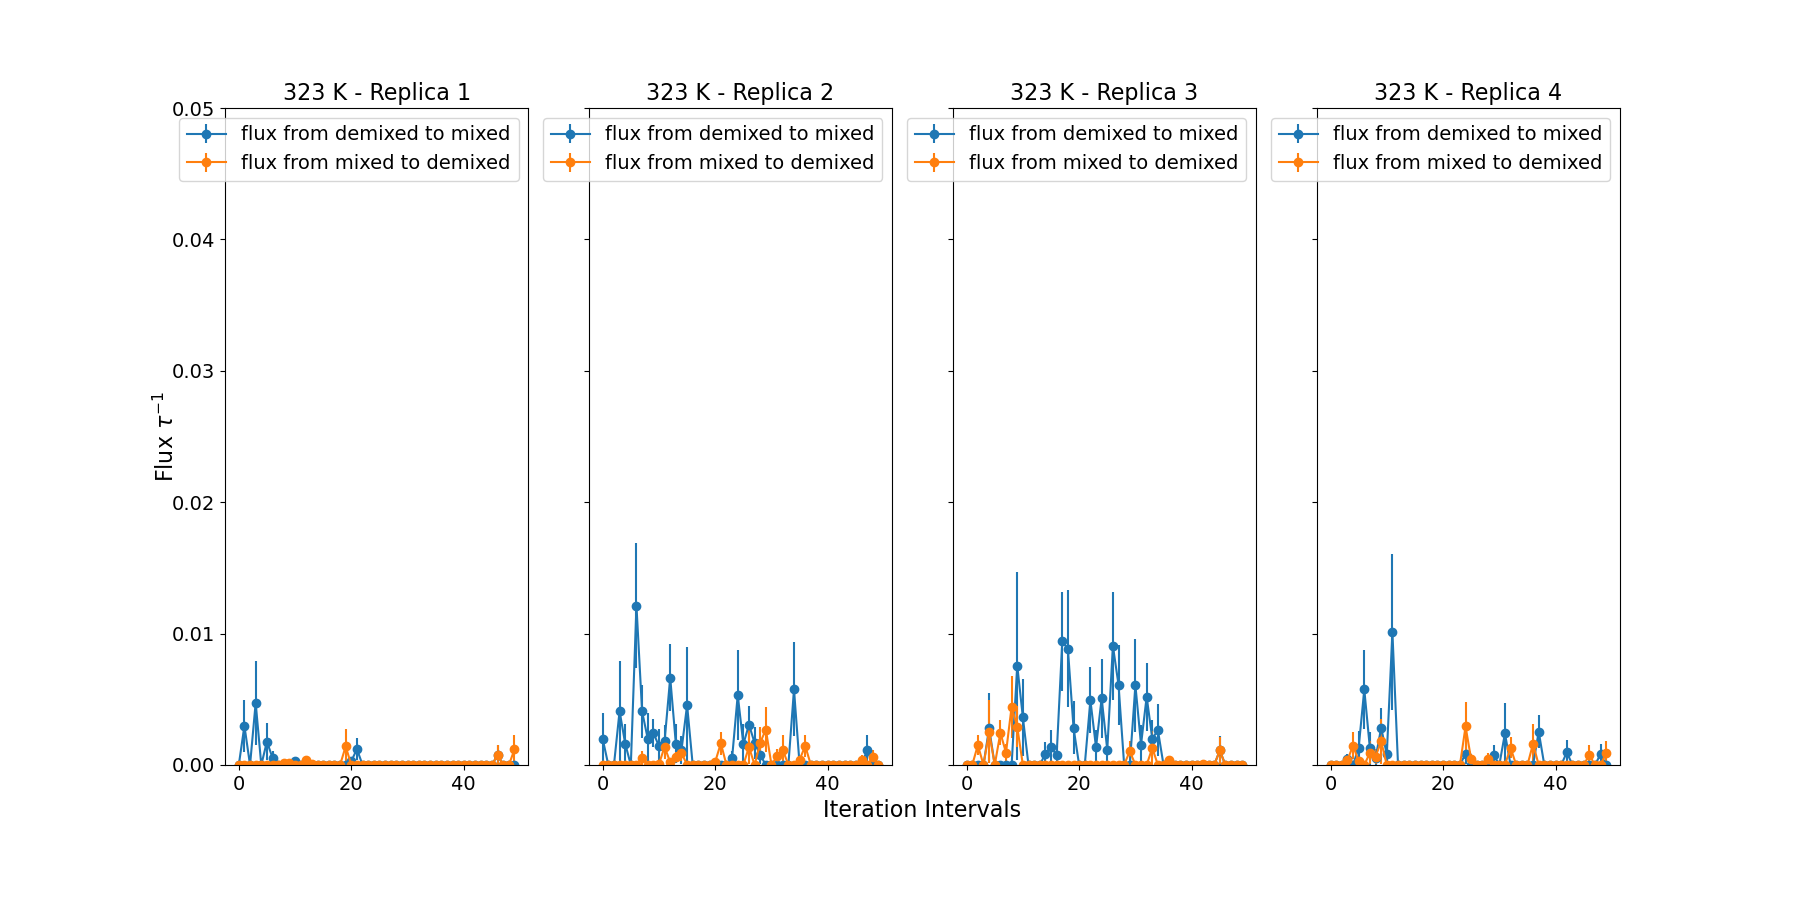 323 K - Replica 1
323 K - Replica 2
323 K - Replica 3
323 K - Replica 4
flux from demixed to mixed
flux from mixed to demixed
flux from demixed to mixed
flux from mixed to demixed
flux from demixed to mixed
flux from mixed to demixed
flux from demixed to mixed
flux from mixed to demixed
0.05
0.04
0.03
0.02
0.01
0.00
Flux τ⁻¹
0 20 40
0 20 40
0 20 40
0 20 40
Iteration Intervals